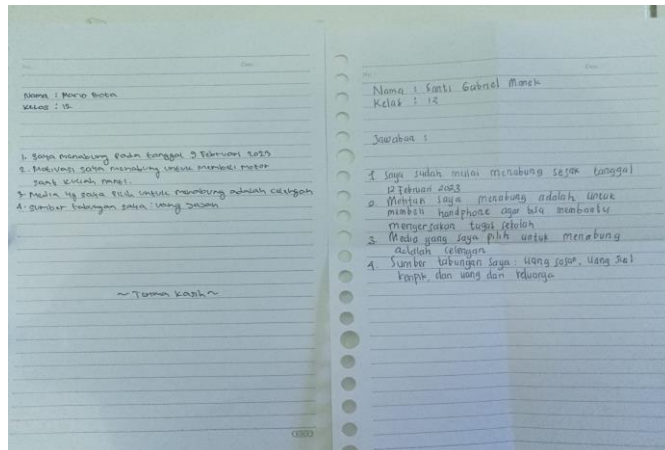 Nama : Mario Bota
Kelas : 12
1. Saya menabung pada tanggal 9 Februari 2023
2. Motivasi saya menabung untuk membeli motor
saat kuliah nanti.
3. Media yg saya pilih untuk menabung adalah celengan
4. Sumber tabungan saya : uang jajan
~ Terima kasih ~
Nama : Santi Gabriel Manek
Kelas : 12
Jawaban :
1 Saya sudah mulai menabung sejak tanggal
12 Februari 2023
2. saya menabung adalah untuk
membeli handphone agar bisa membantu
mengerjakan tugas sekolah
3. Media yang saya pilih untuk menabung
adalah celengan
4. Sumber tabungan saya : uang jajan, uang jual
keripik, dan uang dari keluarga